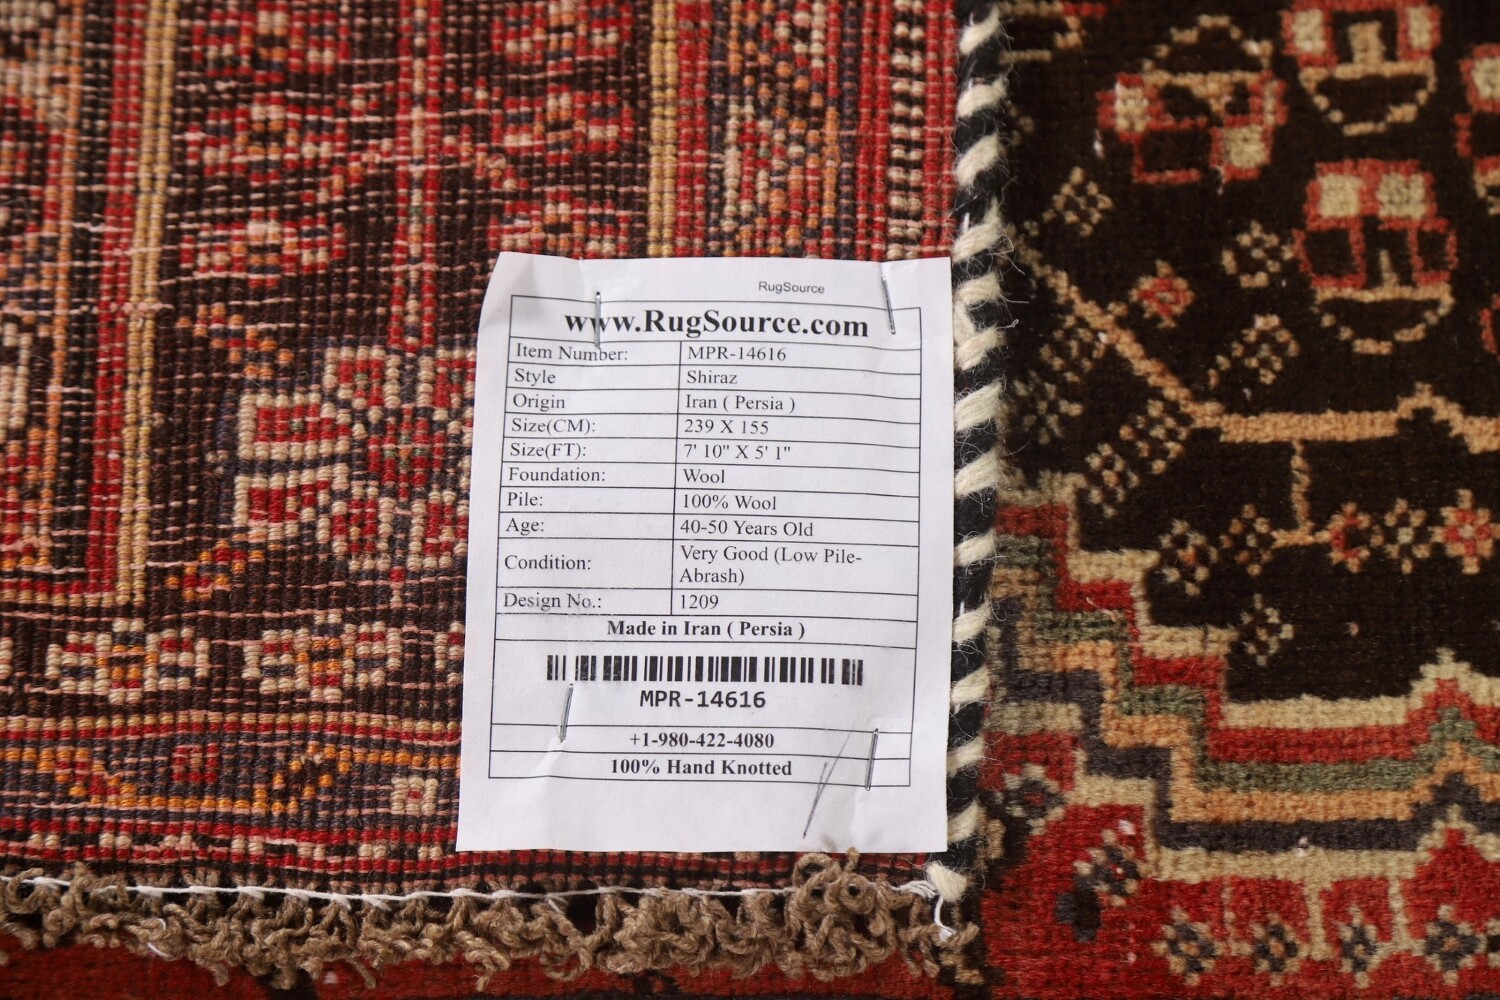 RugSource
www.RugSource.com
Item Number: MPR-14616
Style Shiraz
Origin Iran ( Persia )
Size(CM): 239 X 155
Size(FT): 7' 10" X 5' 1"
Foundation: Wool
Pile: 100% Wool
Age: 40-50 Years Old
Condition: Very Good (Low Pile-
Abrash)
Design No.: 1209
Made in Iran ( Persia )
MPR-14616
+1-980-422-4080
100% Hand Knotted